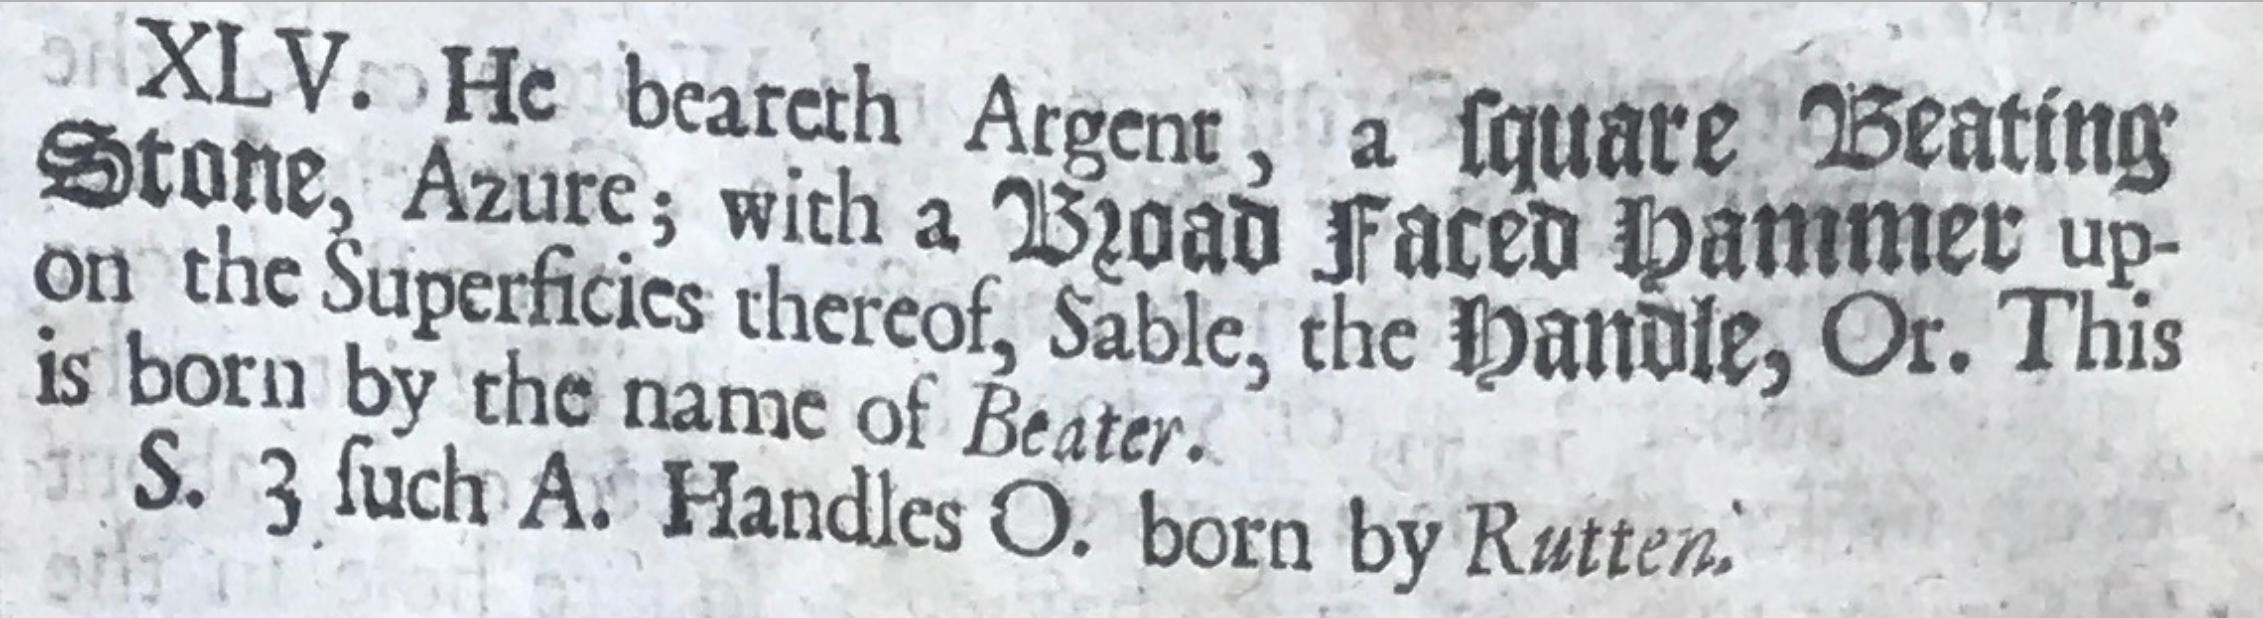 XLV. He beareth Argent, a ſquare Beating
Stone, Azure; with a Broad Faced Hammer up-
on the Superficies thereof, Sable, the Handle, Or. This
is born by the name of Beater.
S. 3 ſuch A. Handles O. born by Rutten.